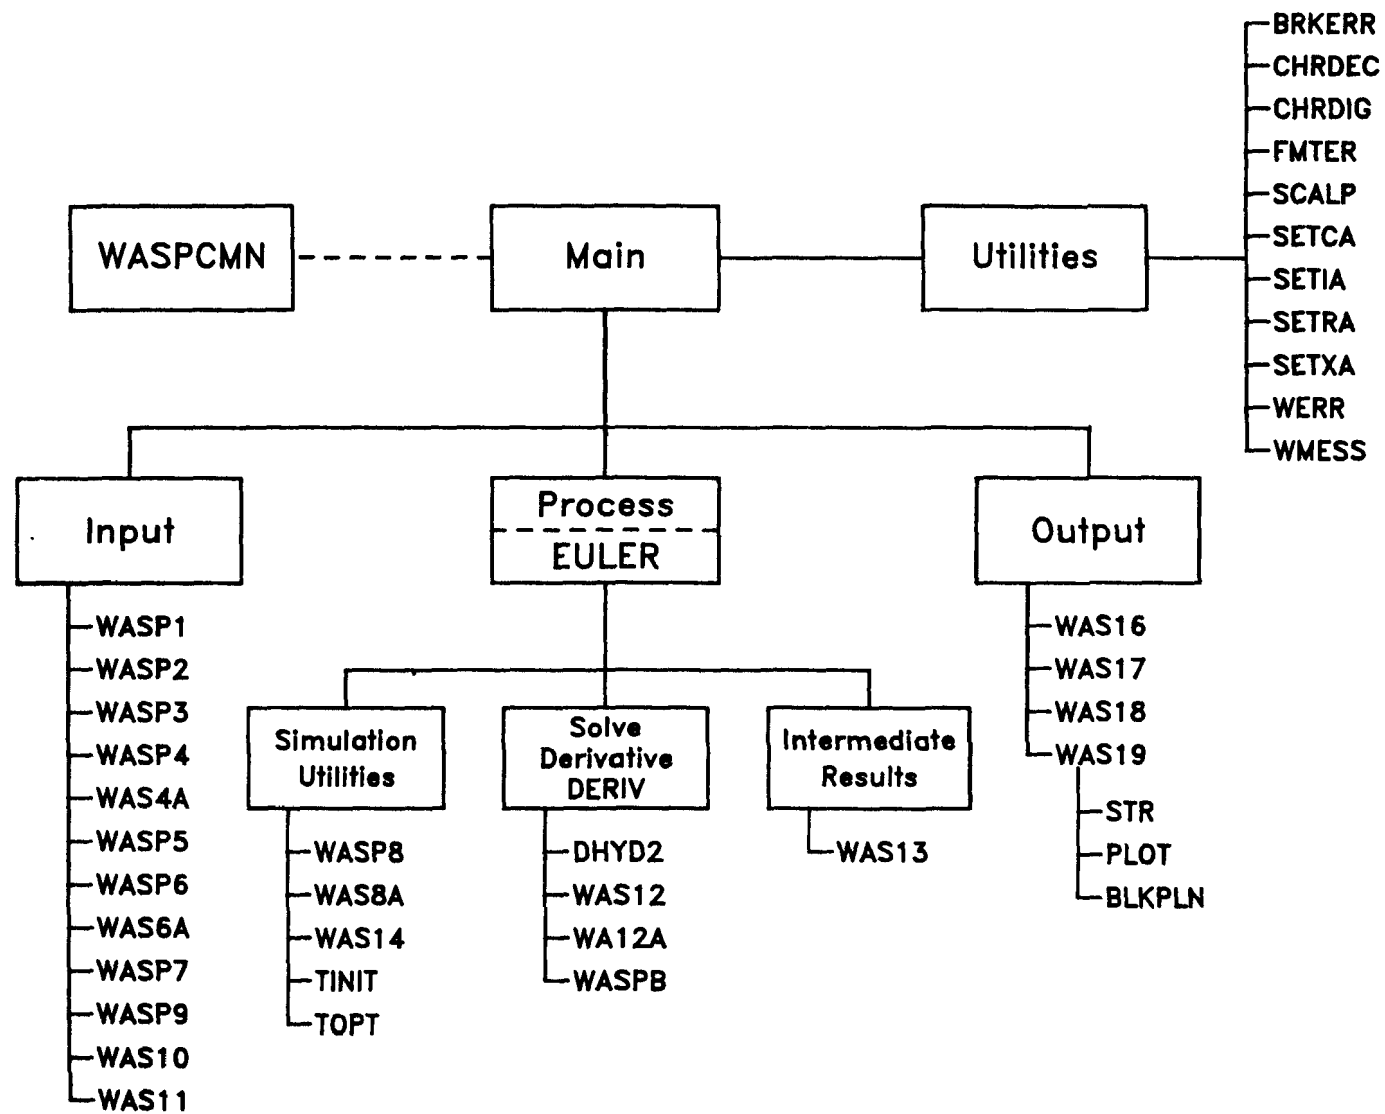 BRKERR
CHRDEC
CHRDIG
FMTER
SCALP
SETCA
SETIA
SETRA
SETXA
WERR
WMESS
WASPCMN
Main
Utilities
Input
Process
EULER
Output
WASP1
WASP2
WASP3
WASP4
WAS4A
WASP5
WASP6
WAS6A
WASP7
WASP9
WAS10
WAS11
Simulation
Utilities
WASP8
WAS8A
WAS14
TINIT
TOPT
Solve
Derivative
DERIV
DHYD2
WAS12
WA12A
WASPB
Intermediate
Results
WAS13
WAS16
WAS17
WAS18
WAS19
STR
PLOT
BLKPLN